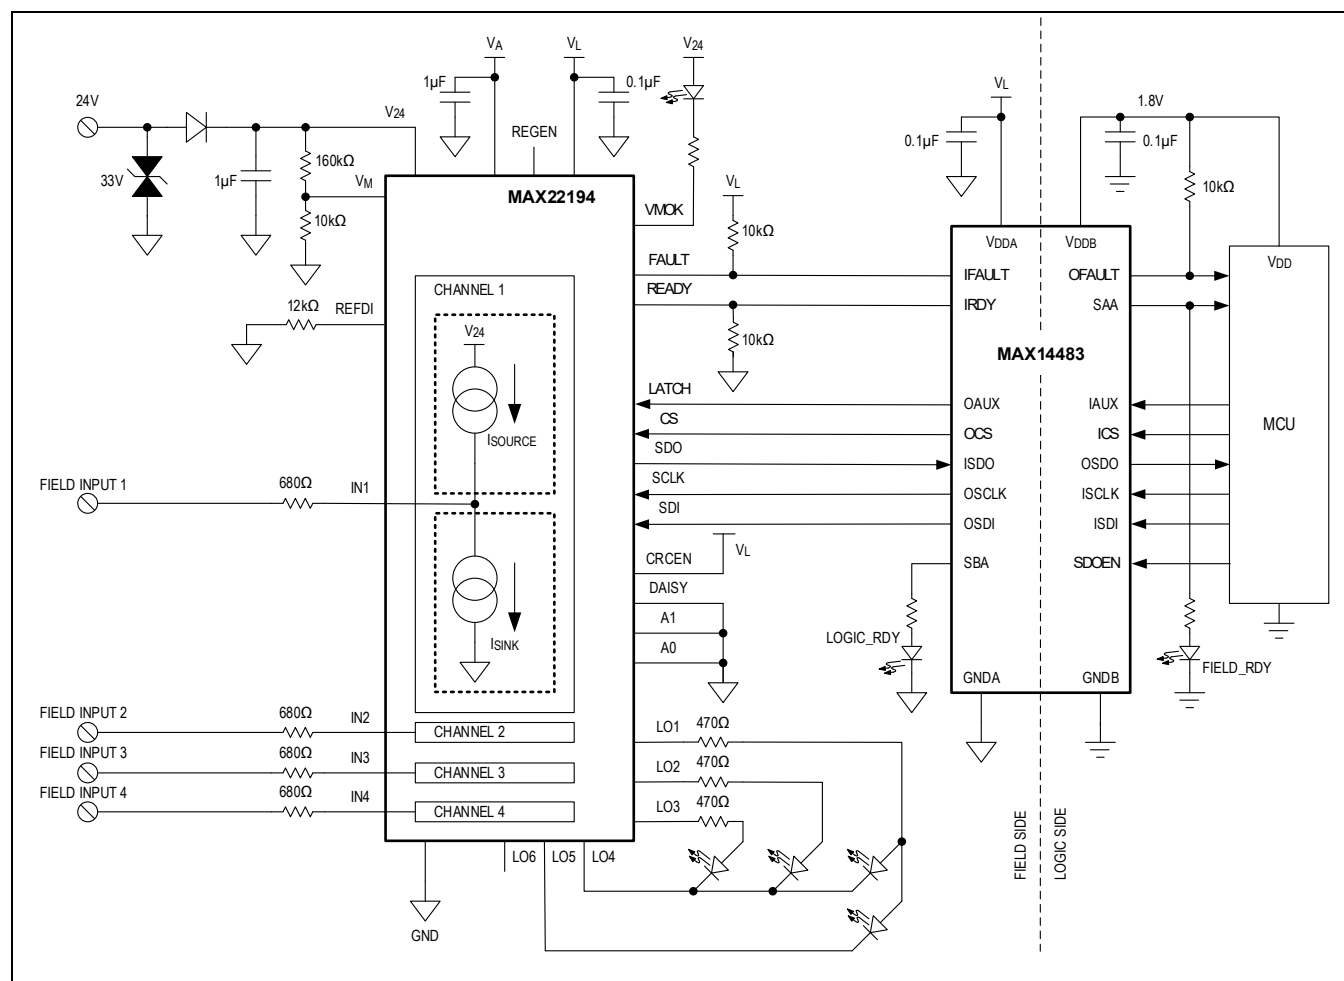 VA
VL
V24
24V
V24
1µF
0.1µF
REGEN
VL
0.1µF
1.8V
0.1µF
33V
1µF
160kΩ
VM
10kΩ
MAX22194
VMOK
VL
10kΩ
10kΩ
VDDA
VDDB
VDD
FAULT
IFAULT
OFAULT
READY
IRDY
SAA
10kΩ
12kΩ
REFDI
CHANNEL 1
V24
ISOURCE
MAX14483
LATCH
OAUX
IAUX
CS
OCS
ICS
MCU
SDO
ISDO
OSDO
SCLK
OSCLK
ISCLK
SDI
OSDI
ISDI
FIELD INPUT 1
680Ω
IN1
VL
CRCEN
SBA
SDOEN
DAISY
A1
A0
ISINK
LOGIC_RDY
FIELD_RDY
GNDA
GNDB
FIELD INPUT 2
680Ω
IN2
CHANNEL 2
LO1
470Ω
FIELD INPUT 3
680Ω
IN3
CHANNEL 3
LO2
470Ω
FIELD INPUT 4
680Ω
IN4
CHANNEL 4
LO3
470Ω
LO6
LO5
LO4
GND
FIELD SIDE
LOGIC SIDE